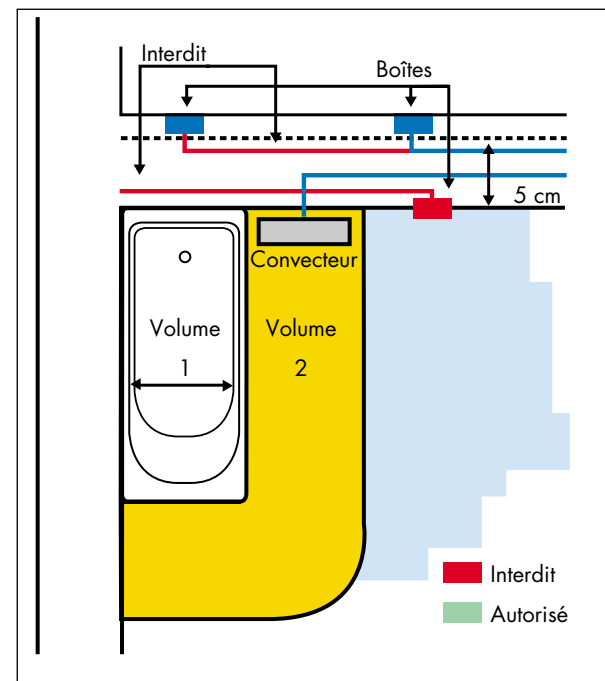 Interdit
Boîtes
5 cm
Convecteur
Volume
1
Volume
2
Interdit
Autorisé